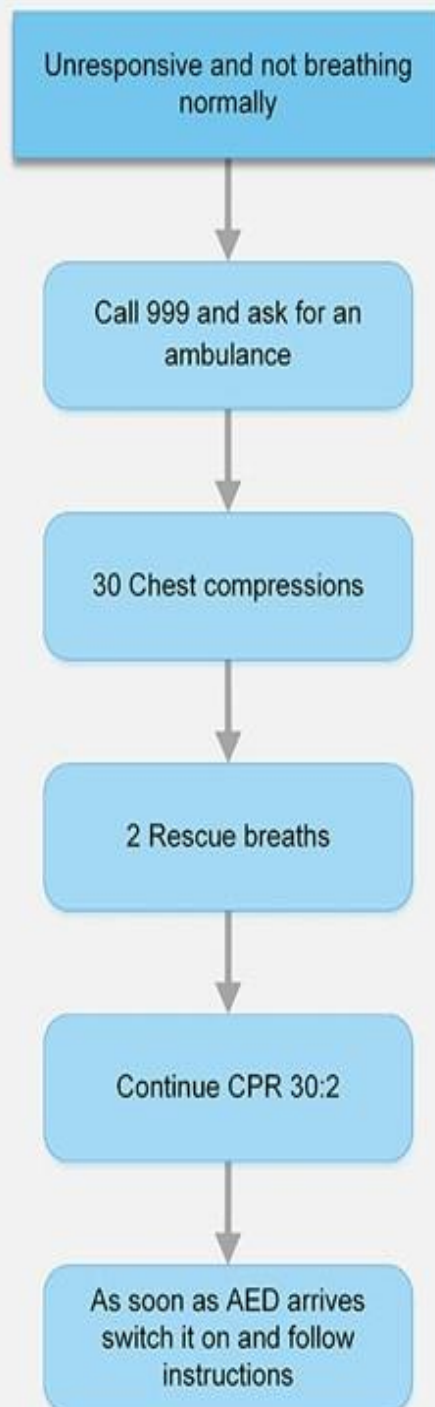 Unresponsive and not breathing
normally
Call 999 and ask for an
ambulance
30 Chest compressions
2 Rescue breaths
Continue CPR 30:2
As soon as AED arrives
switch it on and follow
instructions